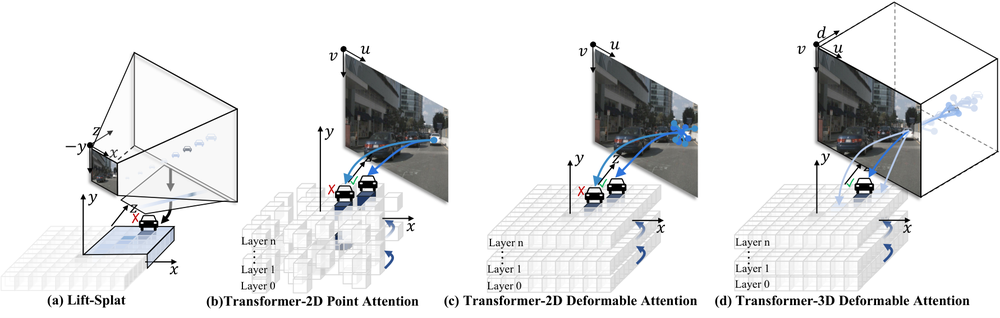 z
-y
x
y
z
X
x
(a) Lift-Splat
v
u
y
z
X
✓
x
Layer n
Layer 1
Layer 0
(b)Transformer-2D Point Attention
v
u
y
z
X
✓
x
Layer n
Layer 1
Layer 0
(c) Transformer-2D Deformable Attention
d
v
u
y
z
✓
x
Layer n
Layer 1
Layer 0
(d) Transformer-3D Deformable Attention